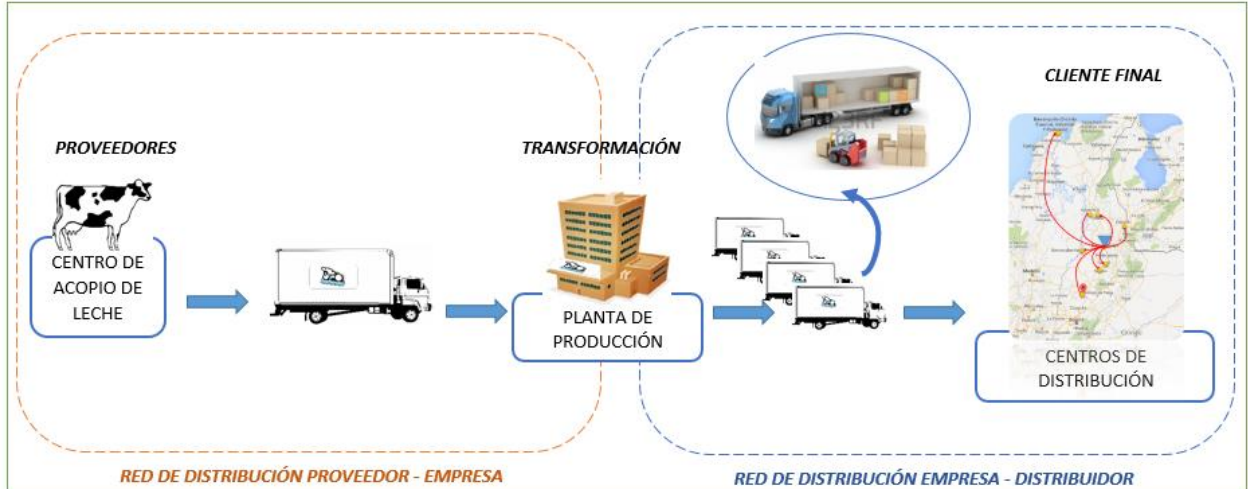 CLIENTE FINAL
PROVEEDORES
TRANSFORMACIÓN
CENTRO DE
ACOPIO DE
LECHE
PLANTA DE
PRODUCCIÓN
CENTROS DE
DISTRIBUCIÓN
RED DE DISTRIBUCIÓN PROVEEDOR - EMPRESA
RED DE DISTRIBUCIÓN EMPRESA - DISTRIBUIDOR